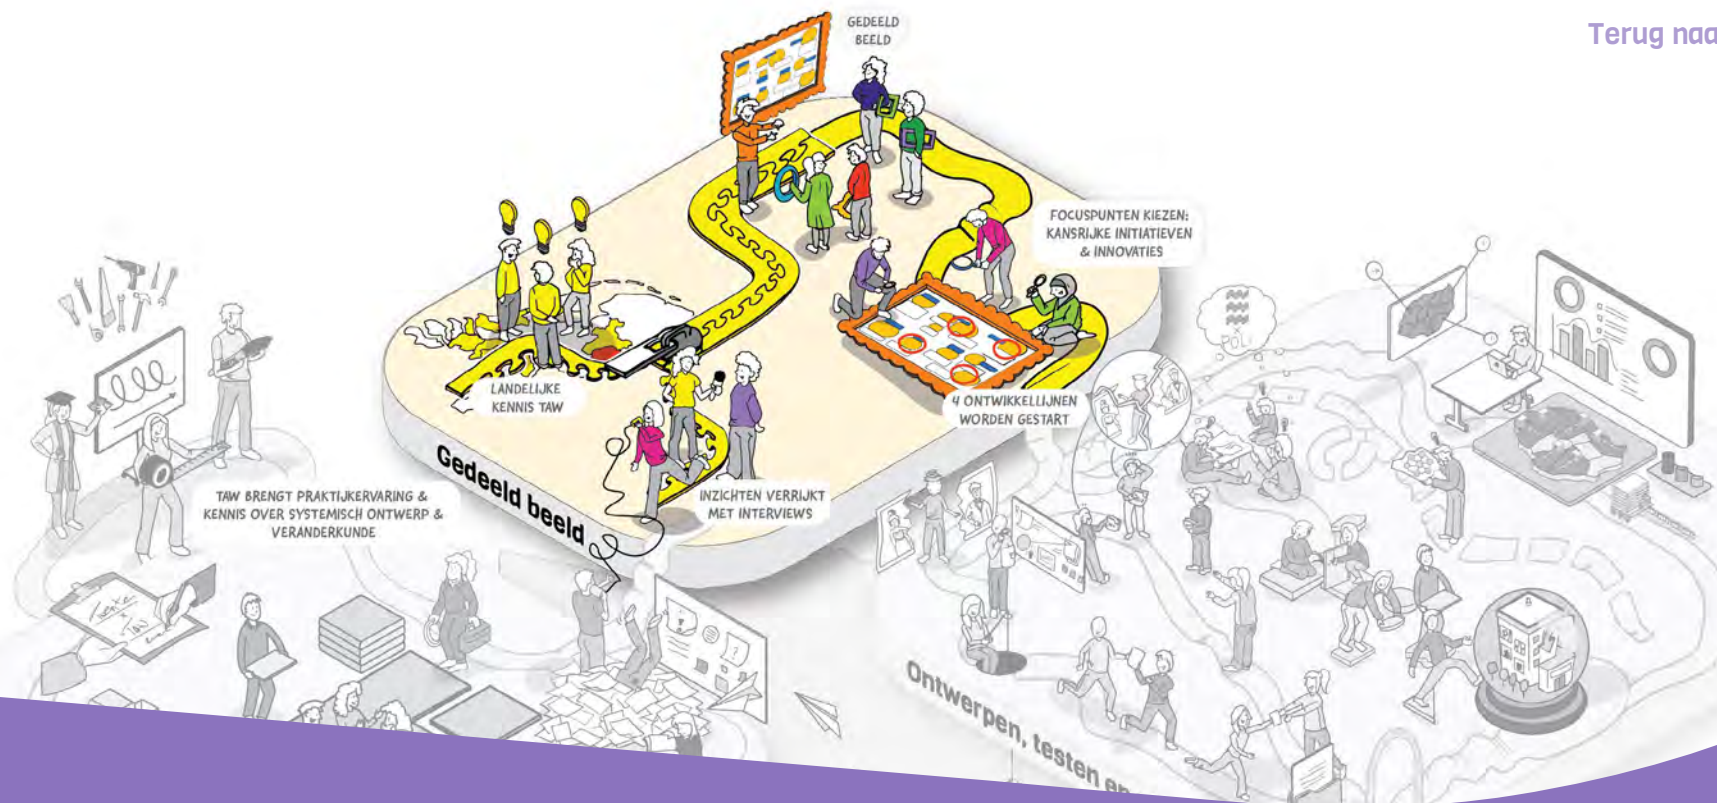 GEDEELD
BEELD
Terug naa
FOCUSPUNTEN KIEZEN:
KANSRIJKE INITIATIEVEN
& INNOVATIES
LANDELIJKE
KENNIS TAW
4 ONTWIKKELLIJNEN
WORDEN GESTART
Gedeeld beeld
INZICHTEN VERRIJKT
MET INTERVIEWS
TAW BRENGT PRAKTIJKERVARING &
KENNIS OVER SYSTEMISCH ONTWERP &
VERANDERKUNDE
Ontwerpen, testen en